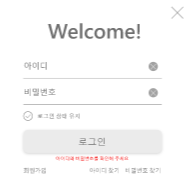 Welcome!
아이디
비밀번호
로그인 상태 유지
로그인
아이디와 비밀번호를 확인해 주세요
회원가입 아이디 찾기 비밀번호 찾기